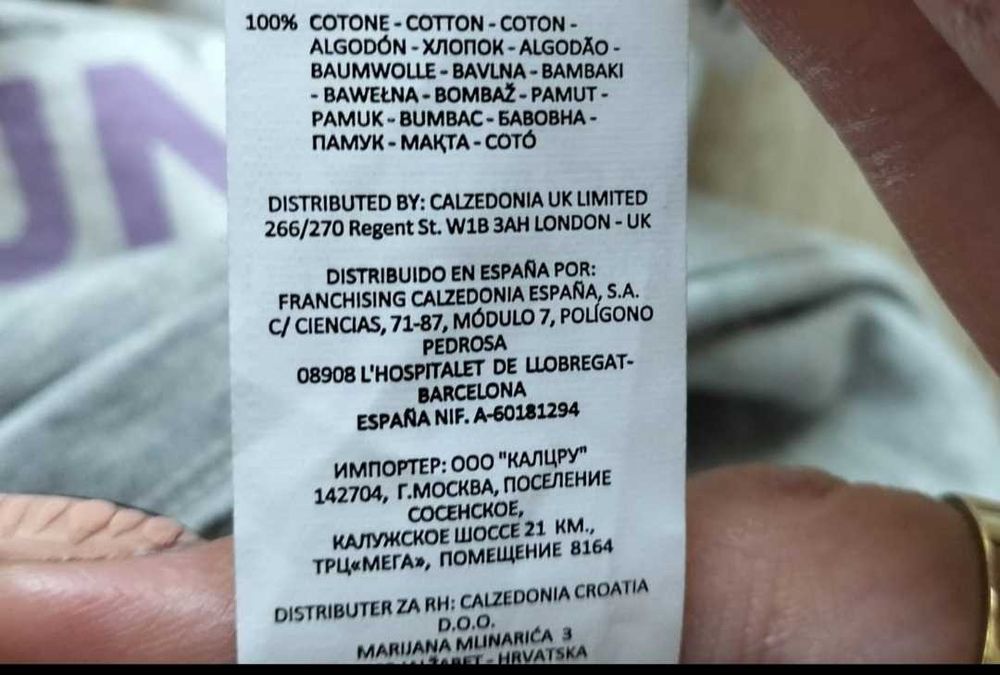 100% COTONE - COTTON - COTON -
ALGODÓN - ХЛОПОК - ALGODÃO -
BAUMWOLLE - BAVLNA - BAMBAKI
- BAWEŁNA - BOMBAŽ - PAMUT -
PAMUK - BUMBAC - БАВОВНА -
ПАМУК - МАҚТА - COTÓ
DISTRIBUTED BY: CALZEDONIA UK LIMITED
266/270 Regent St. W1B 3AH LONDON - UK
DISTRIBUIDO EN ESPAÑA POR:
FRANCHISING CALZEDONIA ESPAÑA, S.A.
C/ CIENCIAS, 71-87, MÓDULO 7, POLÍGONO
PEDROSA
08908 L'HOSPITALET DE LLOBREGAT-
BARCELONA
ESPAÑA NIF. A-60181294
ИМПОРТЕР: ООО "КАЛЦРУ"
142704, Г.МОСКВА, ПОСЕЛЕНИЕ
СОСЕНСКОЕ,
КАЛУЖСКОЕ ШОССЕ 21 КМ.,
ТРЦ«МЕГА», ПОМЕЩЕНИЕ 8164
DISTRIBUTER ZA RH: CALZEDONIA CROATIA
D.O.O.
MARIJANA MLINARIĆA 3
- HRVATSKA